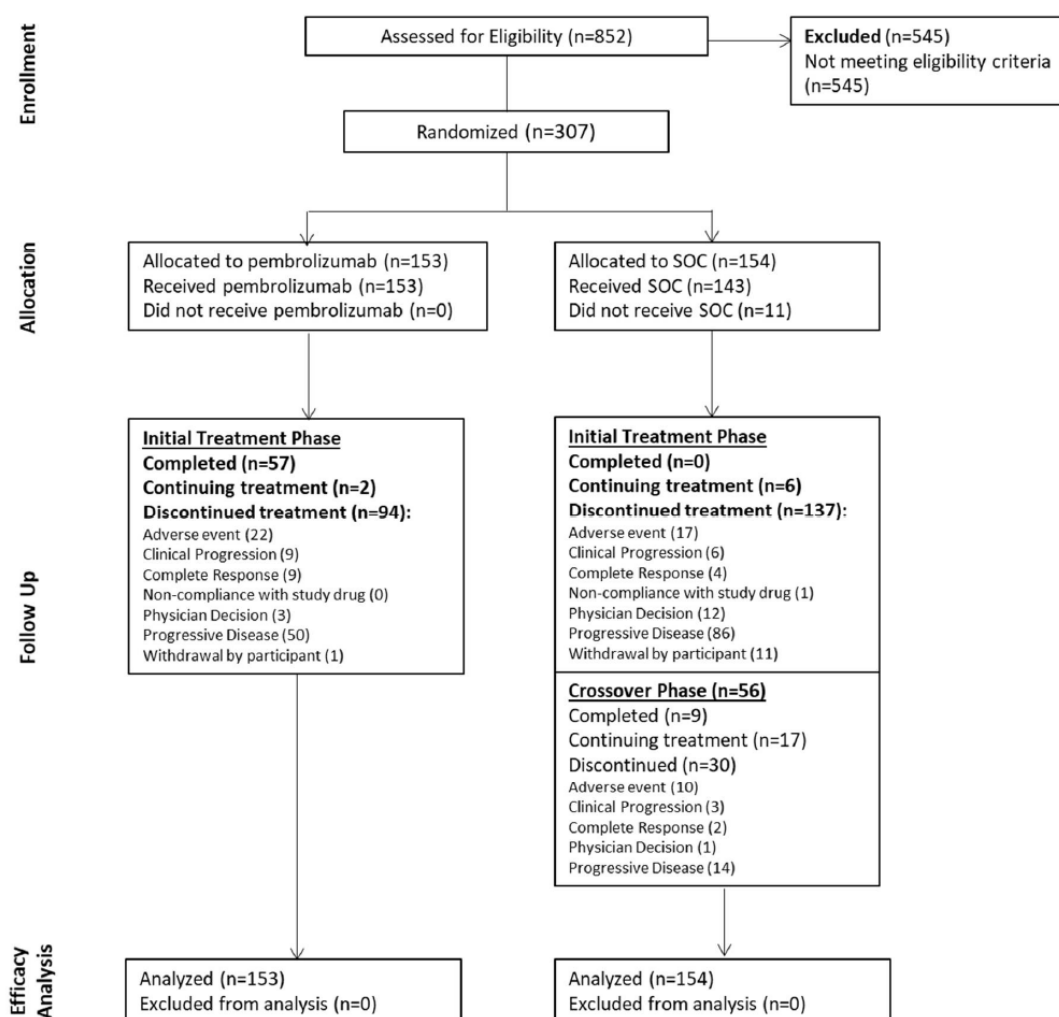 Enrollment
Assessed for Eligibility (n=852)
Excluded (n=545)
Not meeting eligibility criteria
(n=545)
Randomized (n=307)
Allocation
Allocated to pembrolizumab (n=153)
Received pembrolizumab (n=153)
Did not receive pembrolizumab (n=0)
Allocated to SOC (n=154)
Received SOC (n=143)
Did not receive SOC (n=11)
Follow Up
Initial Treatment Phase
Completed (n=57)
Continuing treatment (n=2)
Discontinued treatment (n=94):
Adverse event (22)
Clinical Progression (9)
Complete Response (9)
Non-compliance with study drug (0)
Physician Decision (3)
Progressive Disease (50)
Withdrawal by participant (1)
Initial Treatment Phase
Completed (n=0)
Continuing treatment (n=6)
Discontinued treatment (n=137):
Adverse event (17)
Clinical Progression (6)
Complete Response (4)
Non-compliance with study drug (1)
Physician Decision (12)
Progressive Disease (86)
Withdrawal by participant (11)
Crossover Phase (n=56)
Completed (n=9)
Continuing treatment (n=17)
Discontinued (n=30)
Adverse event (10)
Clinical Progression (3)
Complete Response (2)
Physician Decision (1)
Progressive Disease (14)
Efficacy
Analysis
Analyzed (n=153)
Excluded from analysis (n=0)
Analyzed (n=154)
Excluded from analysis (n=0)